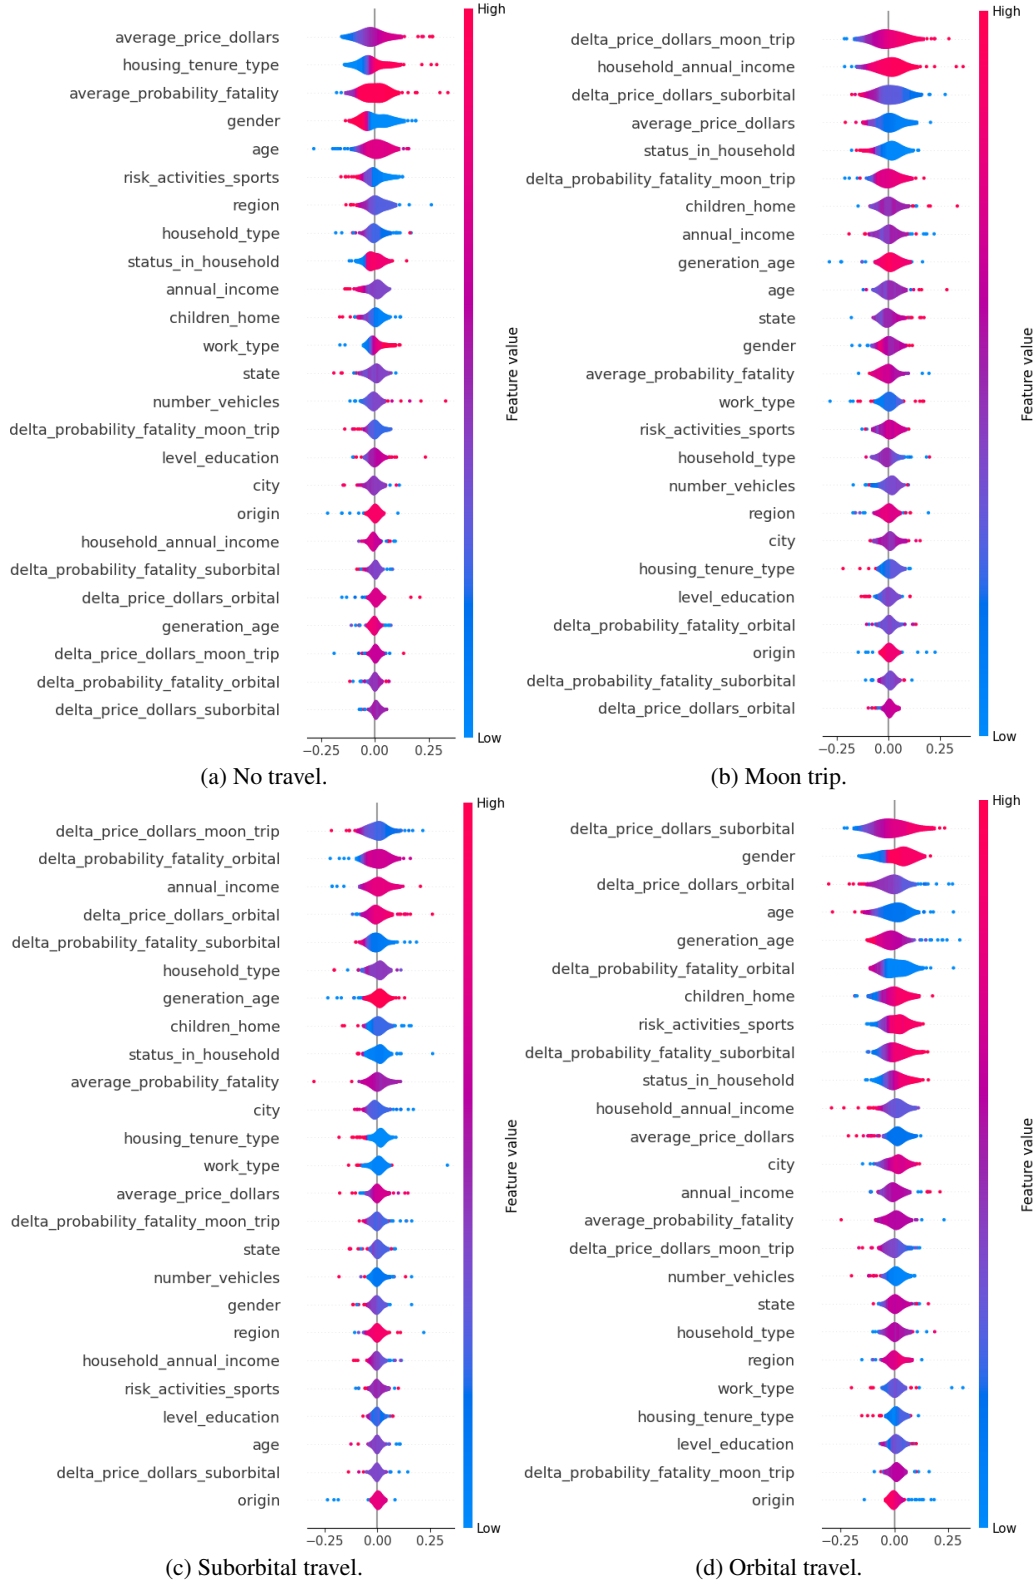 High
average_price_dollars
housing_tenure_type
average_probability_fatality
gender
age
risk_activities_sports
region
household_type
status_in_household
annual_income
children_home
work_type
state
number_vehicles
delta_probability_fatality_moon_trip
level_education
city
origin
household_annual_income
delta_probability_fatality_suborbital
delta_price_dollars_orbital
generation_age
delta_price_dollars_moon_trip
delta_probability_fatality_orbital
delta_price_dollars_suborbital
Feature value
Low
−0.25 0.00 0.25
(a) No travel.
High
delta_price_dollars_moon_trip
household_annual_income
delta_price_dollars_suborbital
average_price_dollars
status_in_household
delta_probability_fatality_moon_trip
children_home
annual_income
generation_age
age
state
gender
average_probability_fatality
work_type
risk_activities_sports
household_type
number_vehicles
region
city
housing_tenure_type
level_education
delta_probability_fatality_orbital
origin
delta_probability_fatality_suborbital
delta_price_dollars_orbital
Feature value
Low
−0.25 0.00 0.25
(b) Moon trip.
High
delta_price_dollars_moon_trip
delta_probability_fatality_orbital
annual_income
delta_price_dollars_orbital
delta_probability_fatality_suborbital
household_type
generation_age
children_home
status_in_household
average_probability_fatality
city
housing_tenure_type
work_type
average_price_dollars
delta_probability_fatality_moon_trip
state
number_vehicles
gender
region
household_annual_income
risk_activities_sports
level_education
age
delta_price_dollars_suborbital
origin
Feature value
Low
−0.25 0.00 0.25
(c) Suborbital travel.
High
delta_price_dollars_suborbital
gender
delta_price_dollars_orbital
age
generation_age
delta_probability_fatality_orbital
children_home
risk_activities_sports
delta_probability_fatality_suborbital
status_in_household
household_annual_income
average_price_dollars
city
annual_income
average_probability_fatality
delta_price_dollars_moon_trip
number_vehicles
state
household_type
region
work_type
housing_tenure_type
level_education
delta_probability_fatality_moon_trip
origin
Feature value
Low
−0.25 0.00 0.25
(d) Orbital travel.